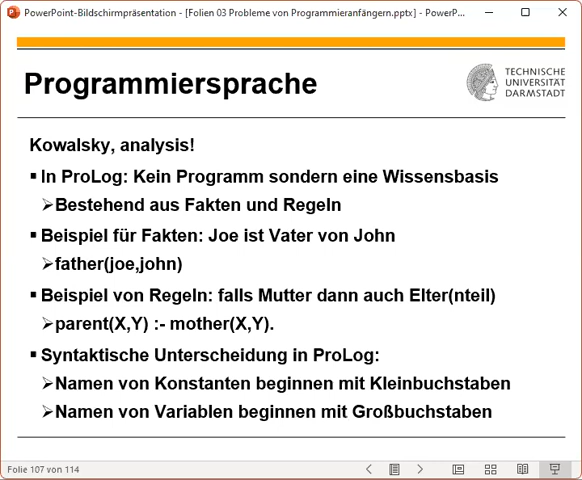 PowerPoint-Bildschirmpräsentation - [Folien 03 Probleme von Programmieranfängern.pptx] - PowerP...
Programmiersprache
TECHNISCHE
UNIVERSITÄT
DARMSTADT
Kowalsky, analysis!
▪ In ProLog: Kein Programm sondern eine Wissensbasis
➢Bestehend aus Fakten und Regeln
▪ Beispiel für Fakten: Joe ist Vater von John
➢father(joe,john)
▪ Beispiel von Regeln: falls Mutter dann auch Elter(nteil)
➢parent(X,Y) :- mother(X,Y).
▪ Syntaktische Unterscheidung in ProLog:
➢Namen von Konstanten beginnen mit Kleinbuchstaben
➢Namen von Variablen beginnen mit Großbuchstaben
Folie 107 von 114